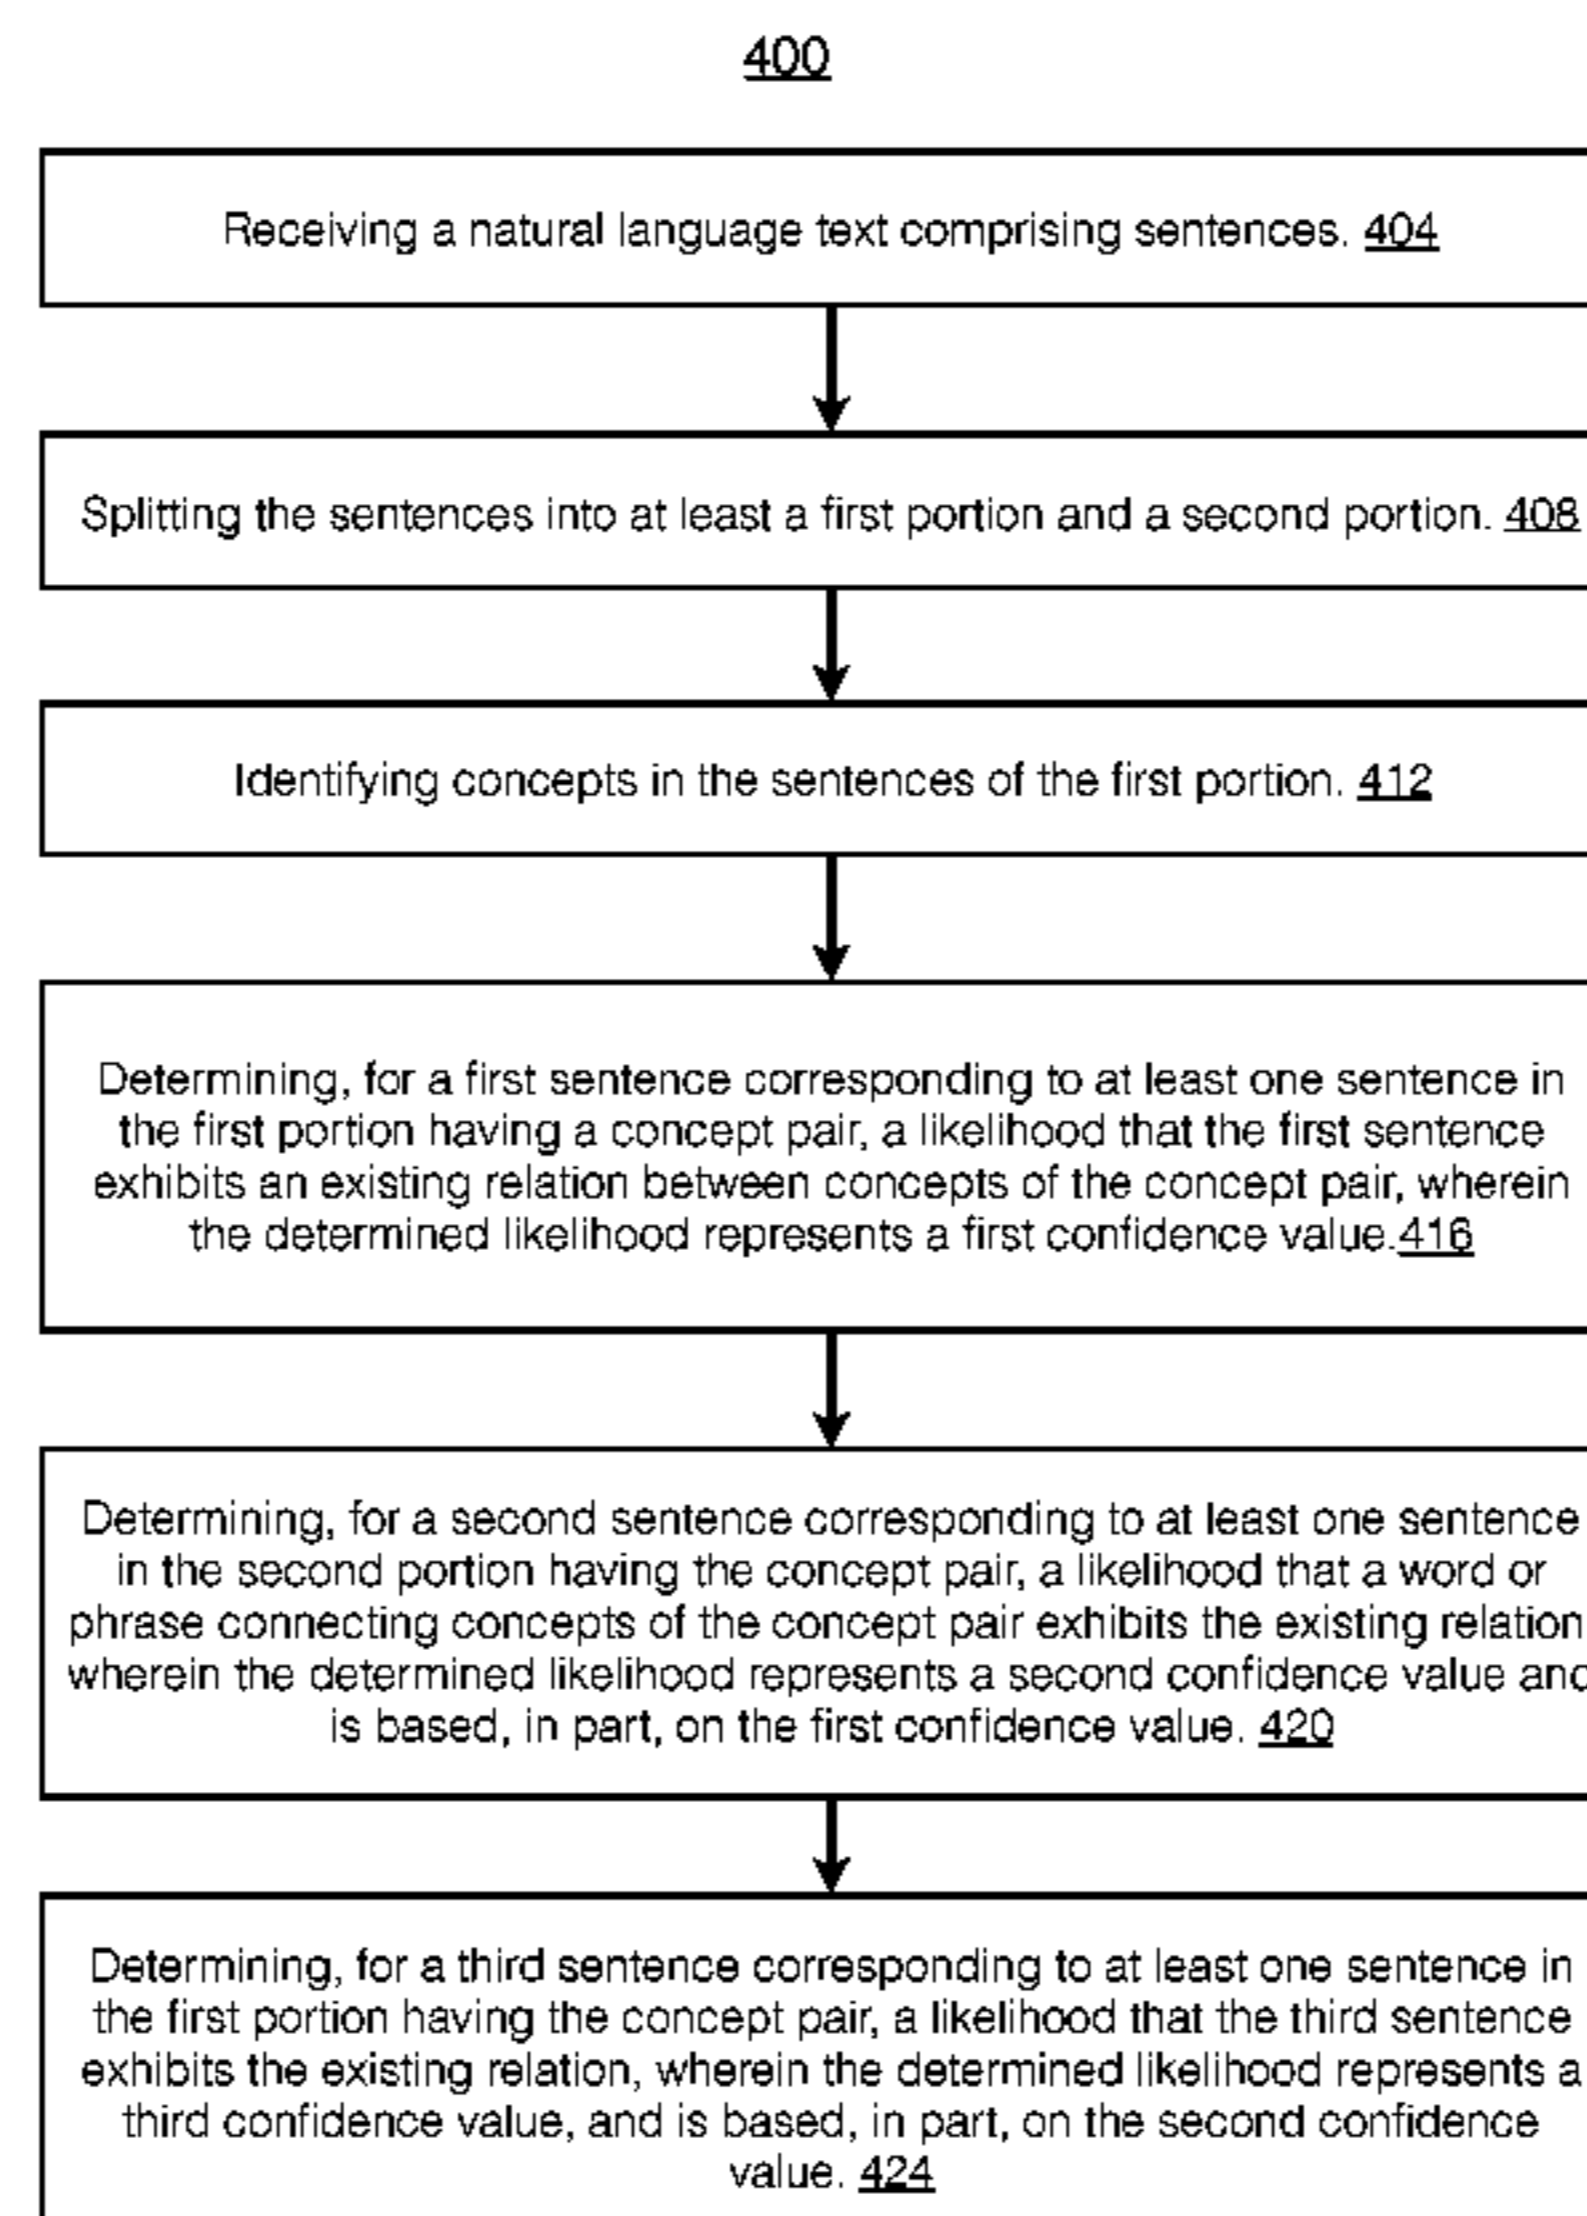 400
Receiving a natural language text comprising sentences. 404
Splitting the sentences into at least a first portion and a second portion. 408
Identifying concepts in the sentences of the first portion. 412
Determining, for a first sentence corresponding to at least one sentence in
the first portion having a concept pair, a likelihood that the first sentence
exhibits an existing relation between concepts of the concept pair, wherein
the determined likelihood represents a first confidence value.416
Determining, for a second sentence corresponding to at least one sentence
in the second portion having the concept pair, a likelihood that a word or
phrase connecting concepts of the concept pair exhibits the existing relation
wherein the determined likelihood represents a second confidence value and
is based, in part, on the first confidence value. 420
Determining, for a third sentence corresponding to at least one sentence in
the first portion having the concept pair, a likelihood that the third sentence
exhibits the existing relation, wherein the determined likelihood represents a
third confidence value, and is based, in part, on the second confidence
value. 424